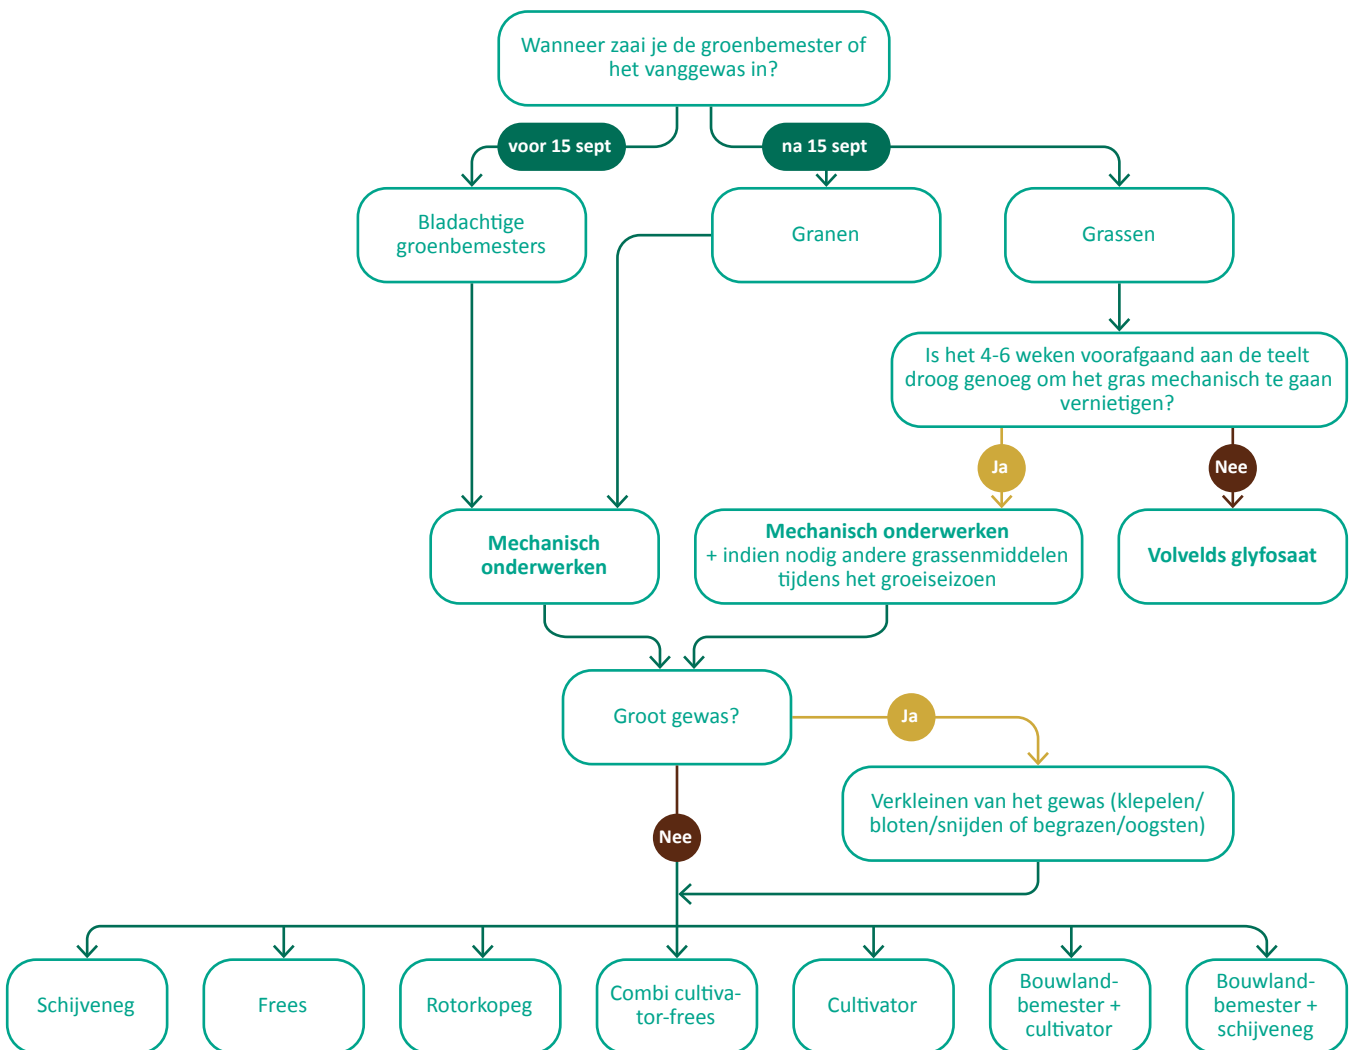 Wanneer zaai je de groenbemester of
het vanggewas in?
voor 15 sept
na 15 sept
Bladachtige
groenbemesters
Granen
Grassen
Is het 4-6 weken voorafgaand aan de teelt
droog genoeg om het gras mechanisch te gaan
vernietigen?
Ja
Nee
Mechanisch
onderwerken
Mechanisch onderwerken
+ indien nodig andere grassenmiddelen
tijdens het groeiseizoen
Volvelds glyfosaat
Groot gewas?
Ja
Verkleinen van het gewas (klepelen/
bloten/snijden of begrazen/oogsten)
Nee
Schijveneg
Frees
Rotorkopeg
Combi cultiva-
tor-frees
Cultivator
Bouwland-
bemester +
cultivator
Bouwland-
bemester +
schijveneg